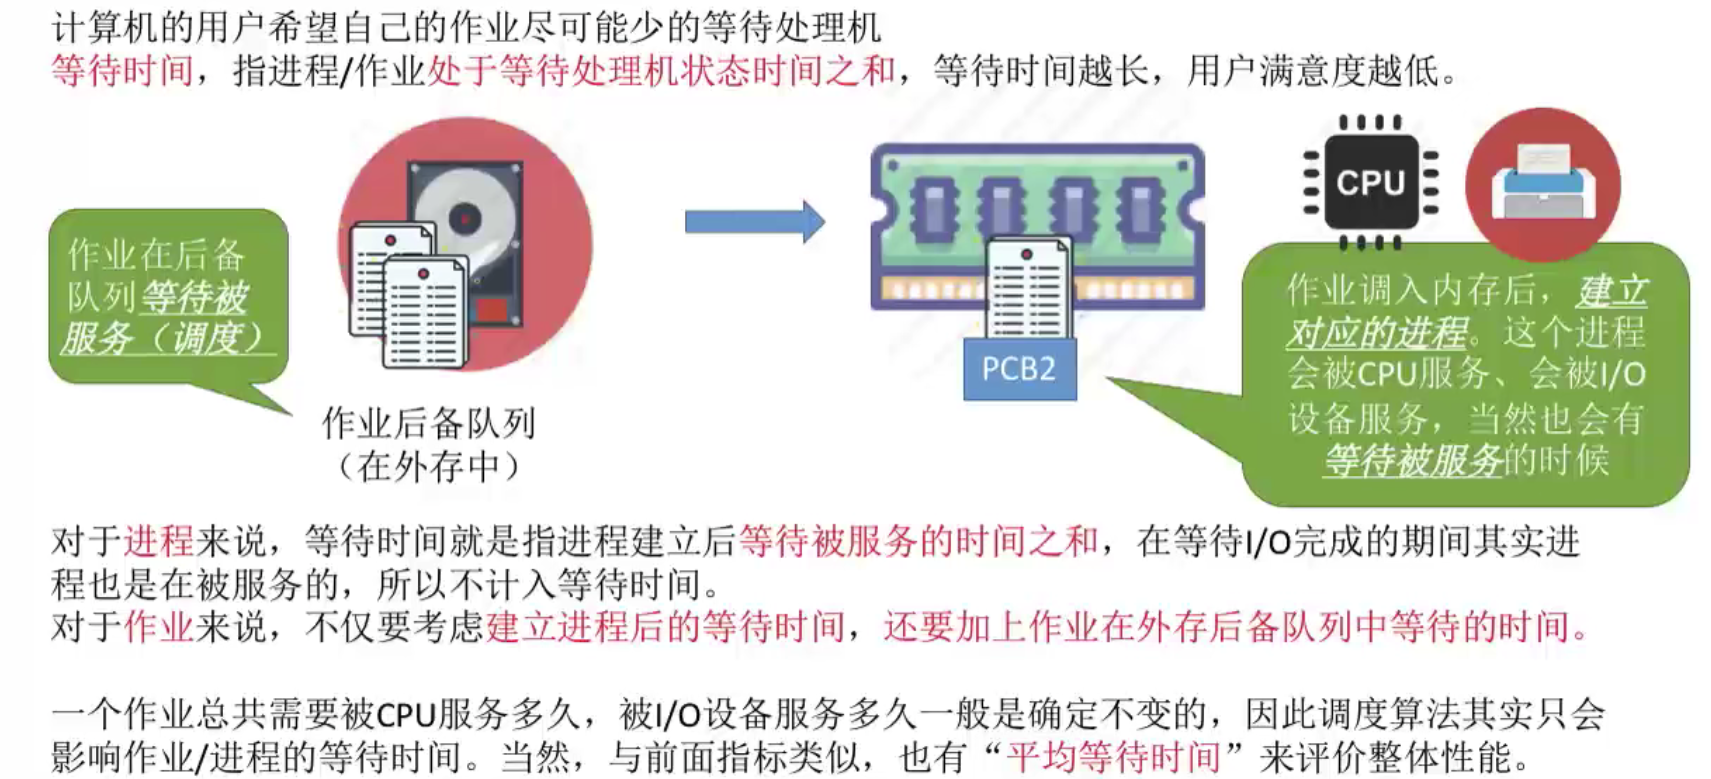 计算机的用户希望自己的作业尽可能少的等待处理机
等待时间，指进程/作业处于等待处理机状态时间之和，等待时间越长，用户满意度越低。
作业在后备
队列等待被
服务（调度）
作业后备队列
（在外存中）
PCB2
CPU
作业调入内存后，建立
对应的进程。这个进程
会被CPU服务、会被I/O
设备服务，当然也会有
等待被服务的时候
对于进程来说，等待时间就是指进程建立后等待被服务的时间之和，在等待I/O完成的期间其实进
程也是在被服务的，所以不计入等待时间。
对于作业来说，不仅要考虑建立进程后的等待时间，还要加上作业在外存后备队列中等待的时间。
一个作业总共需要被CPU服务多久，被I/O设备服务多久一般是确定不变的，因此调度算法其实只会
影响作业/进程的等待时间。当然，与前面指标类似，也有“平均等待时间”来评价整体性能。